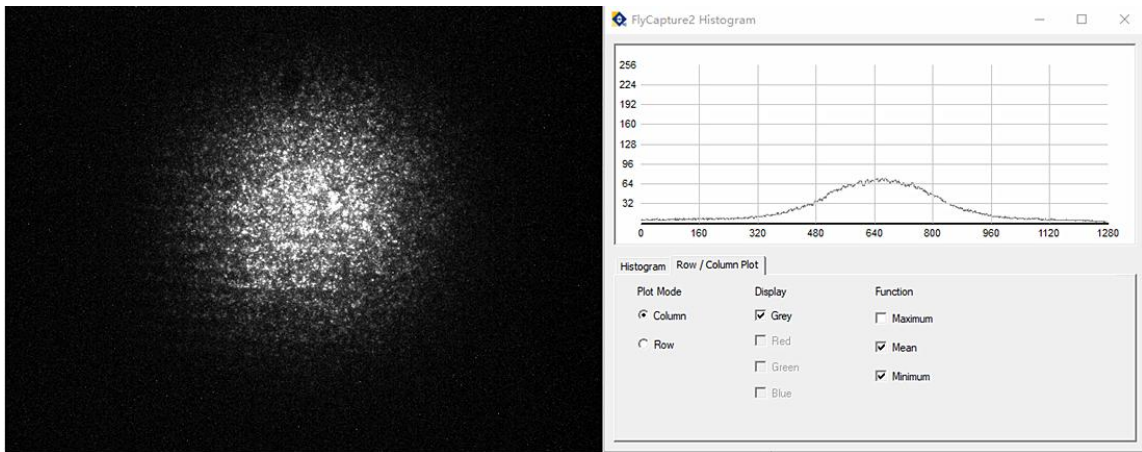 FlyCapture2 Histogram
256
224
192
160
128
96
64
32
0 160 320 480 640 800 960 1120 1280
Histogram Row / Column Plot
Plot Mode Display Function
Column Grey Maximum
Row Red Mean
Green Minimum
Blue